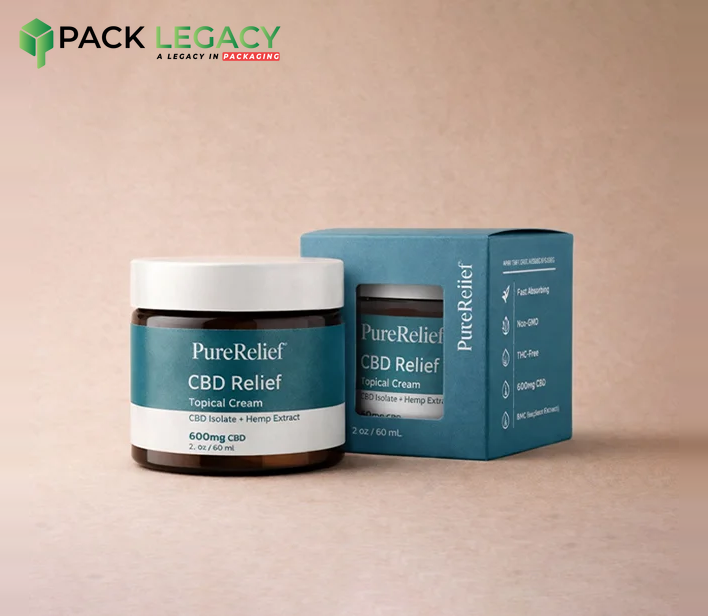 PACK LEGACY
A LEGACY IN PACKAGING
PureRelief
CBD Relief
Topical Cream
CBD Isolate + Hemp Extract
600mg CBD
2. oz / 60 mL
PureRelief
CBD Relief
Topical Cream
CBD Isolate + Hemp Extra
2 oz / 60 mL
PureRelief
Fast Absorbing
Non-GMO
THC-Free
600mg CBD